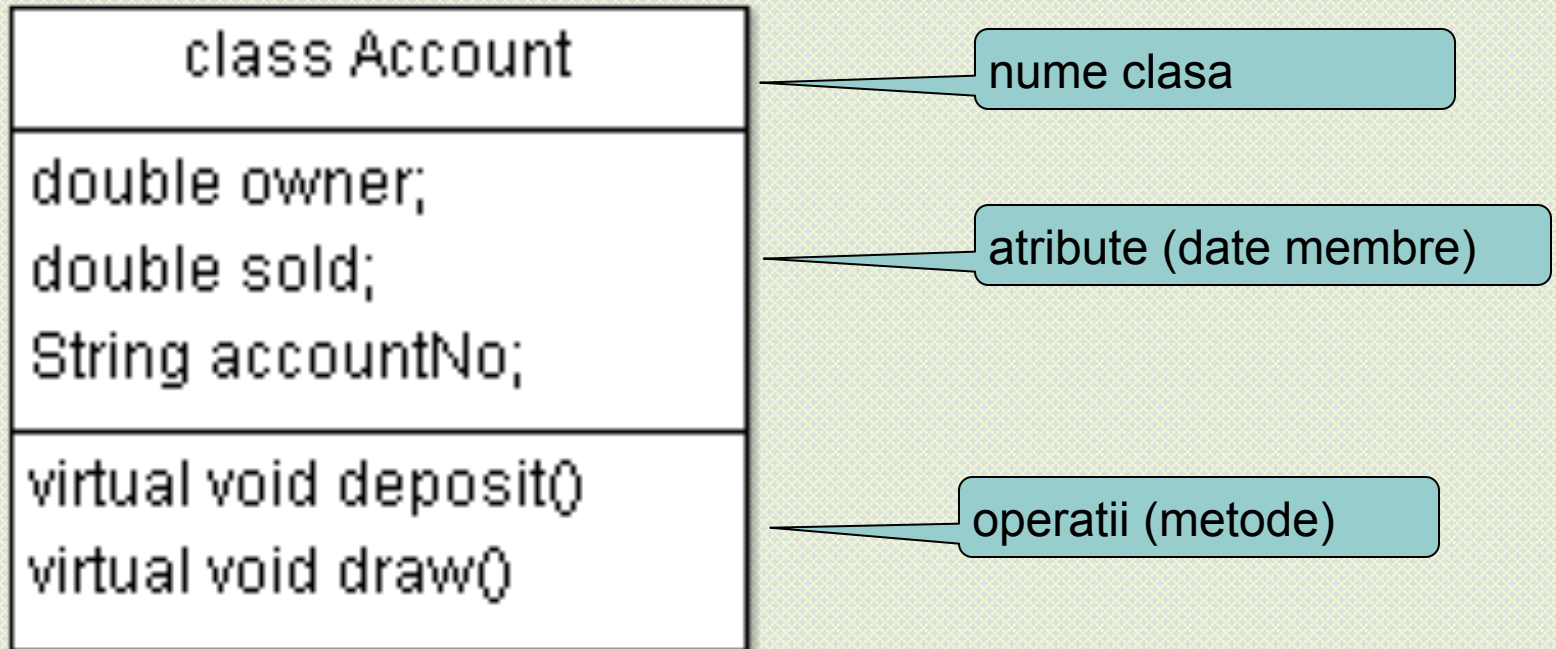 class Account
nume clasa
double owner;
double sold;
String accountNo;
atribute (date membre)
virtual void deposit()
virtual void draw()
operatii (metode)